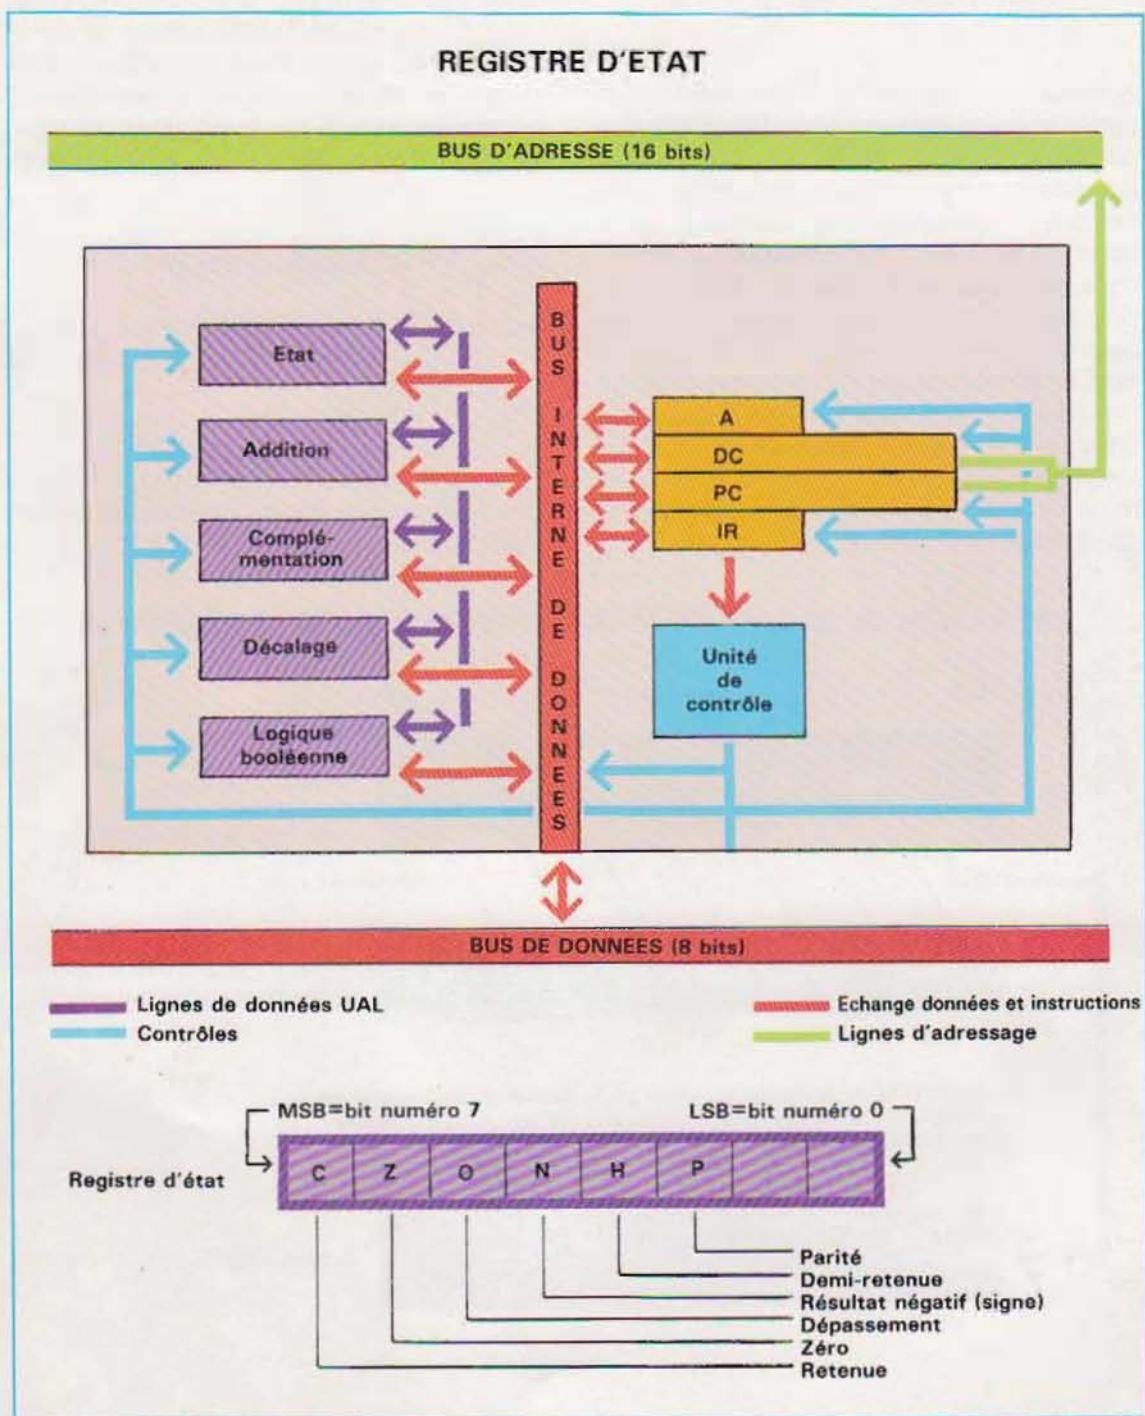 REGISTRE D'ETAT
BUS D'ADRESSE (16 bits)
Etat
Addition
Complé-
mentation
Décalage
Logique
booléenne
BUS INTERNE DE DONNEES
A
DC
PC
IR
Unité
de
contrôle
BUS DE DONNEES (8 bits)
Lignes de données UAL
Contrôles
Echange données et instructions
Lignes d'adressage
MSB=bit numéro 7
LSB=bit numéro 0
Registre d'état
C Z O N H P
Parité
Demi-retenue
Résultat négatif (signe)
Dépassement
Zéro
Retenue